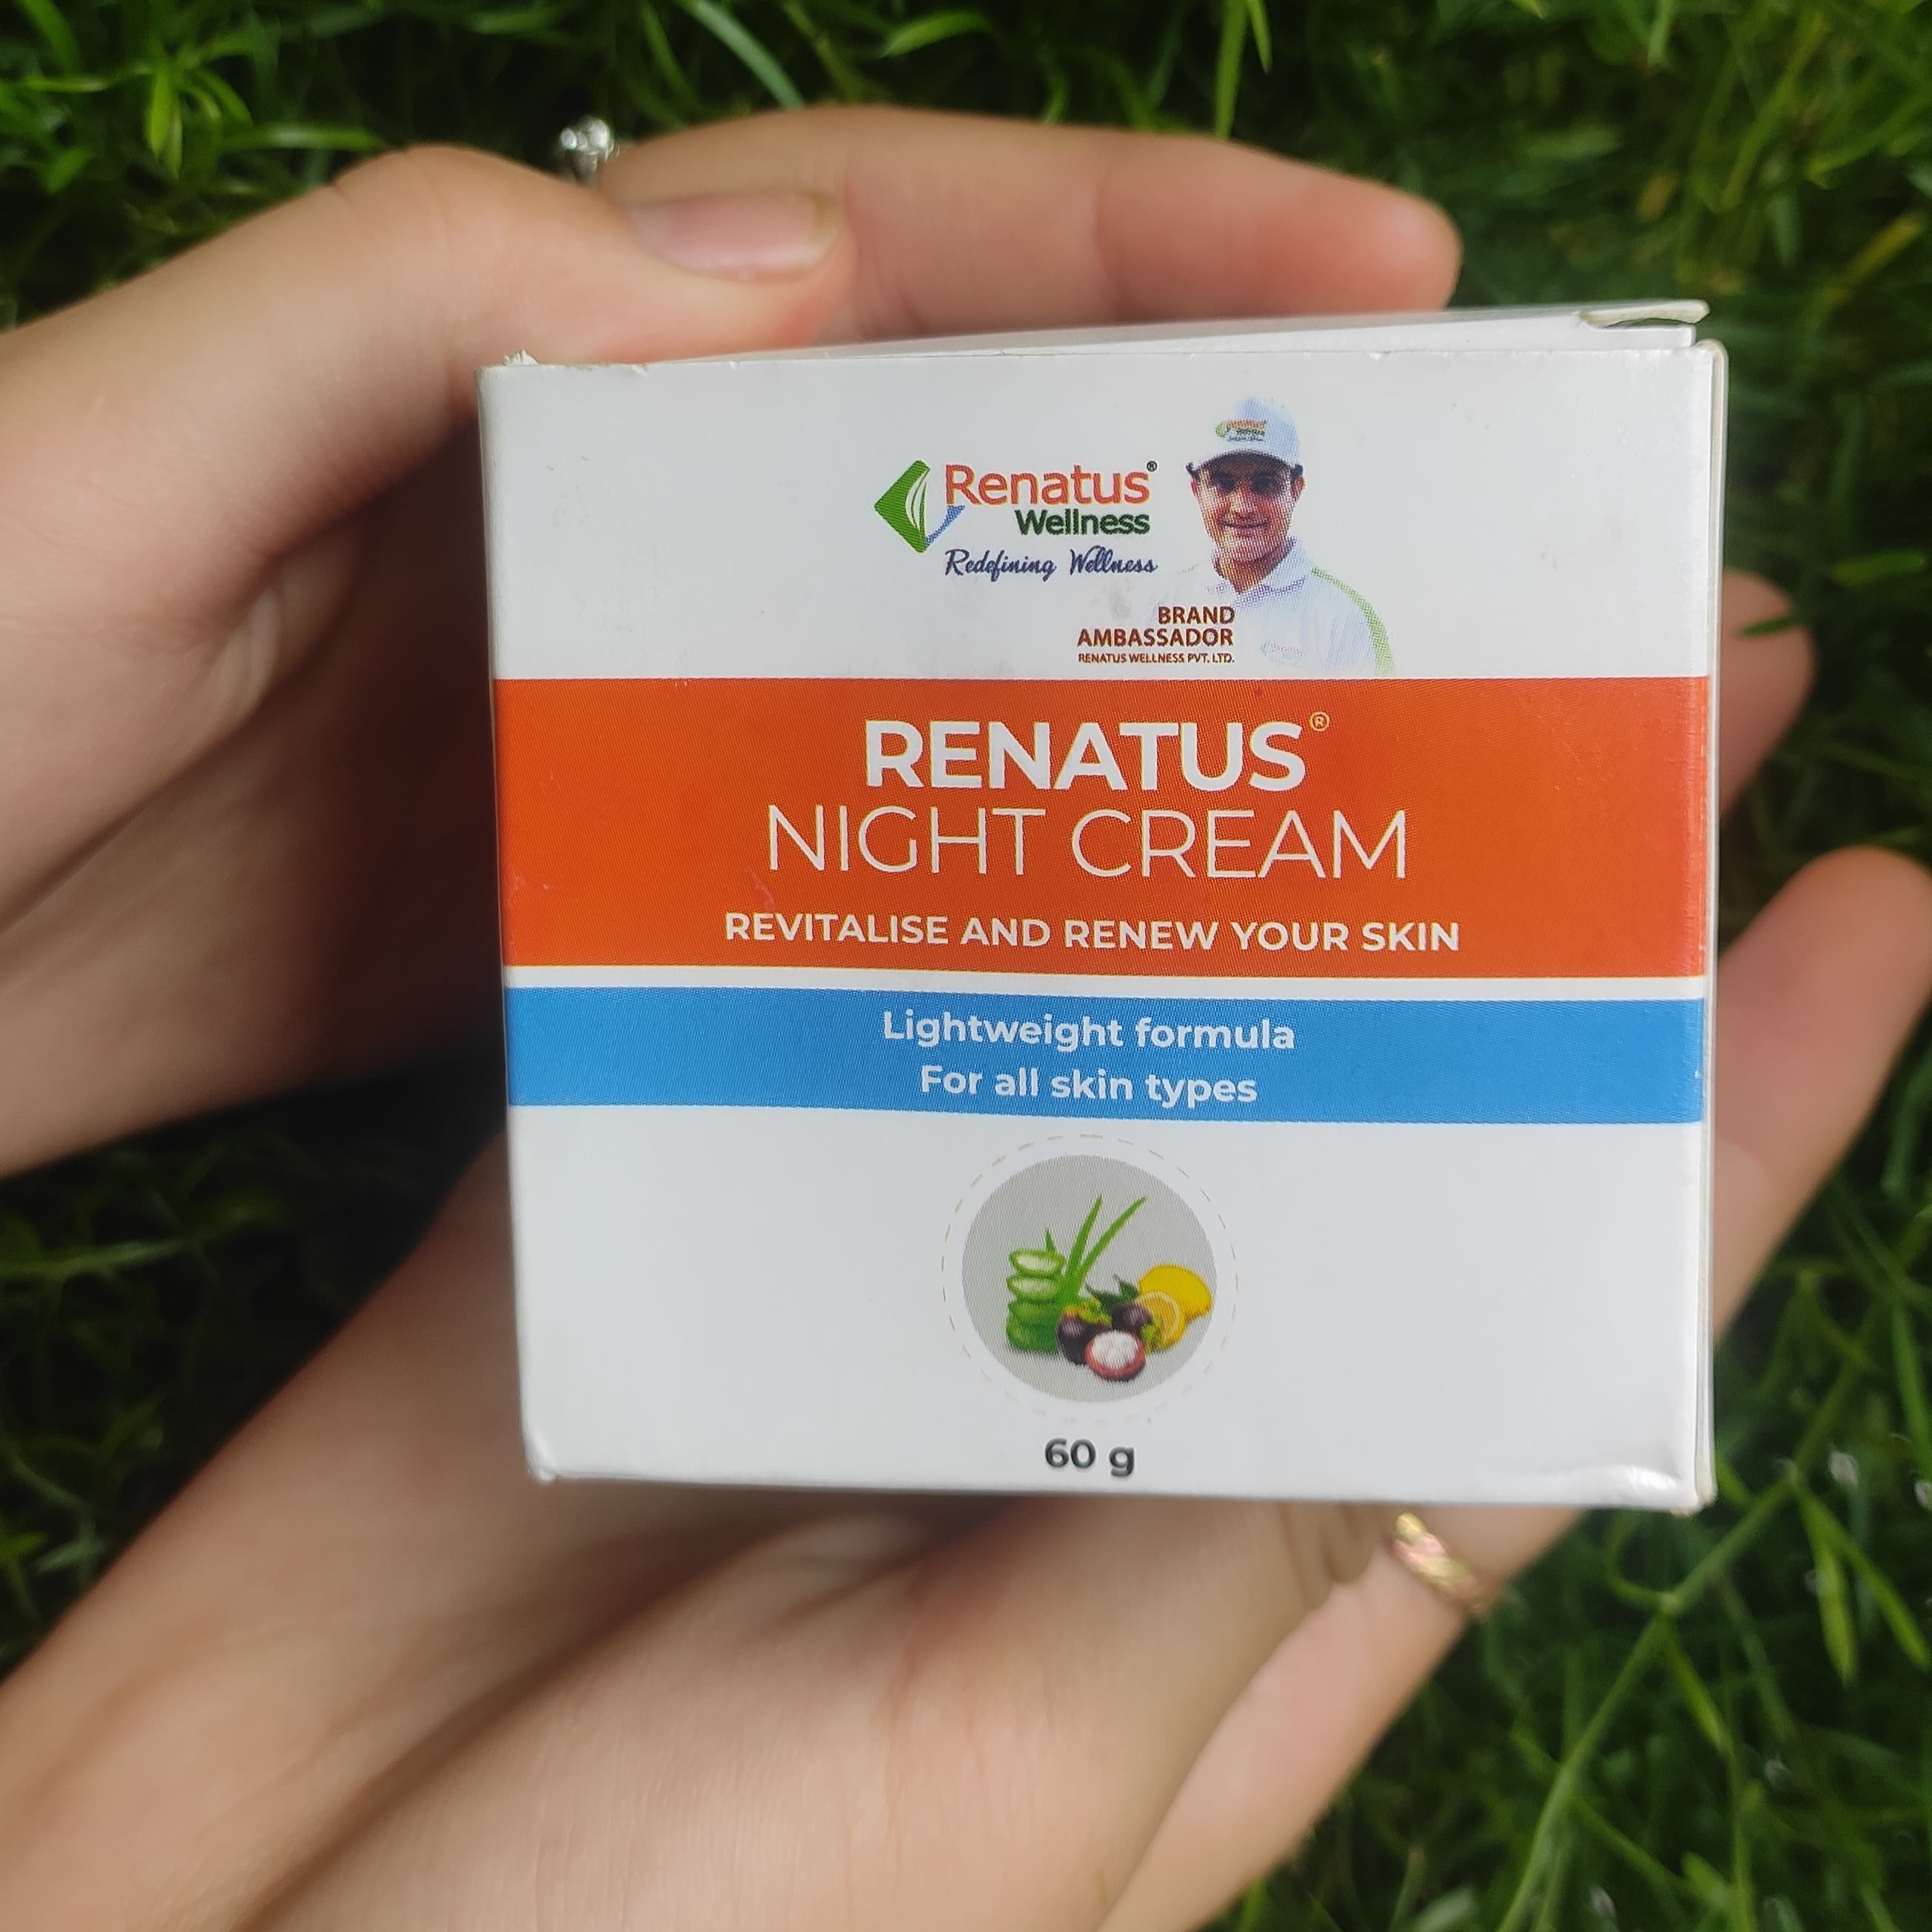 Renatus®
Wellness
Redefining Wellness
BRAND
AMBASSADOR
RENATUS WELLNESS PVT. LTD.
RENATUS®
NIGHT CREAM
REVITALISE AND RENEW YOUR SKIN
Lightweight formula
For all skin types
60 g